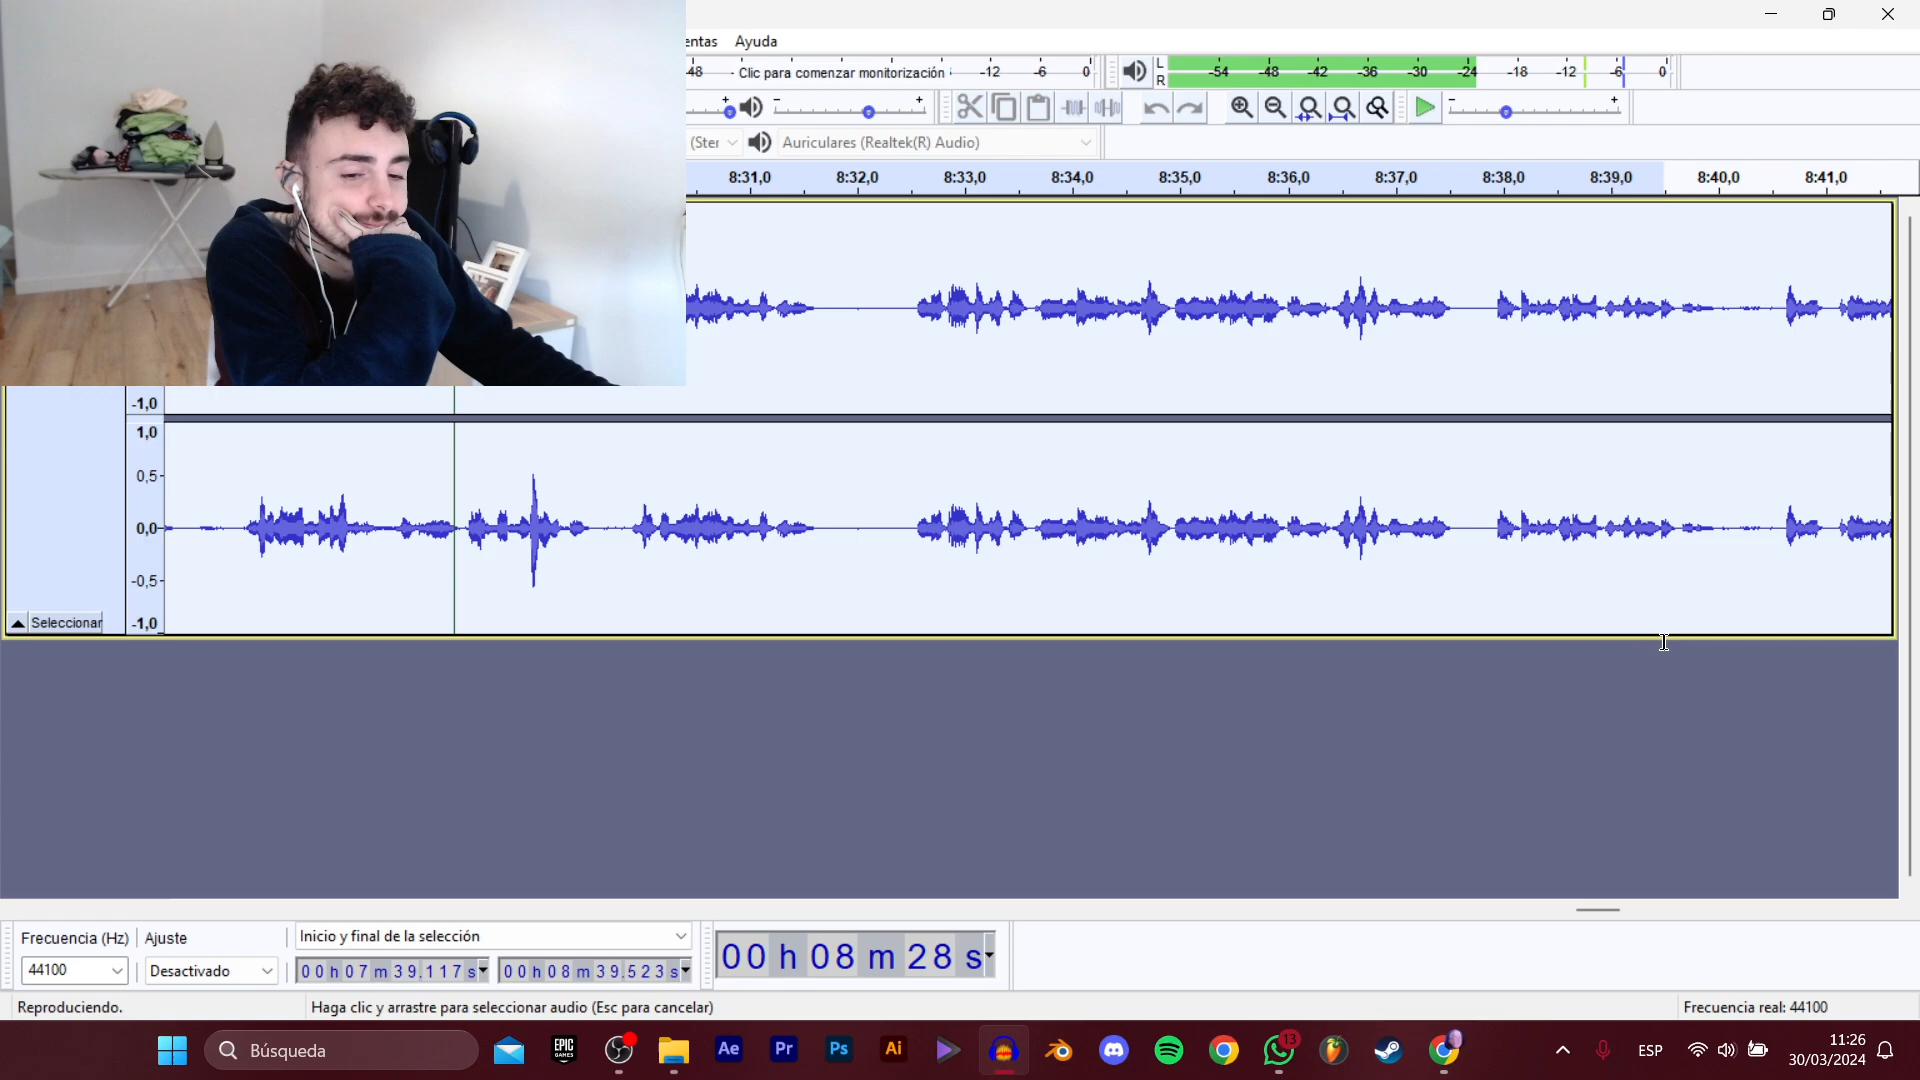 entas Ayuda
-48 - Clic para comenzar monitorización -12 -6 0
L
R
-54 -48 -42 -36 -30 -24 -18 -12 -6 0
- + - + - +
(Ster Auriculares (Realtek(R) Audio)
8:31,0 8:32,0 8:33,0 8:34,0 8:35,0 8:36,0 8:37,0 8:38,0 8:39,0 8:40,0 8:41,0
-1,0
1,0
0,5-
0,0-
-0,5-
-1,0
Seleccionar
Frecuencia (Hz) Ajuste Inicio y final de la selección
44100 Desactivado 00 h 07 m 39.117 s 00 h 08 m 39.523 s 00 h 08 m 28 s
Reproduciendo. Haga clic y arrastre para seleccionar audio (Esc para cancelar) Frecuencia real: 44100
Búsqueda EPIC GAMES Ae Pr Ps Ai 13 ESP 11:26
30/03/2024